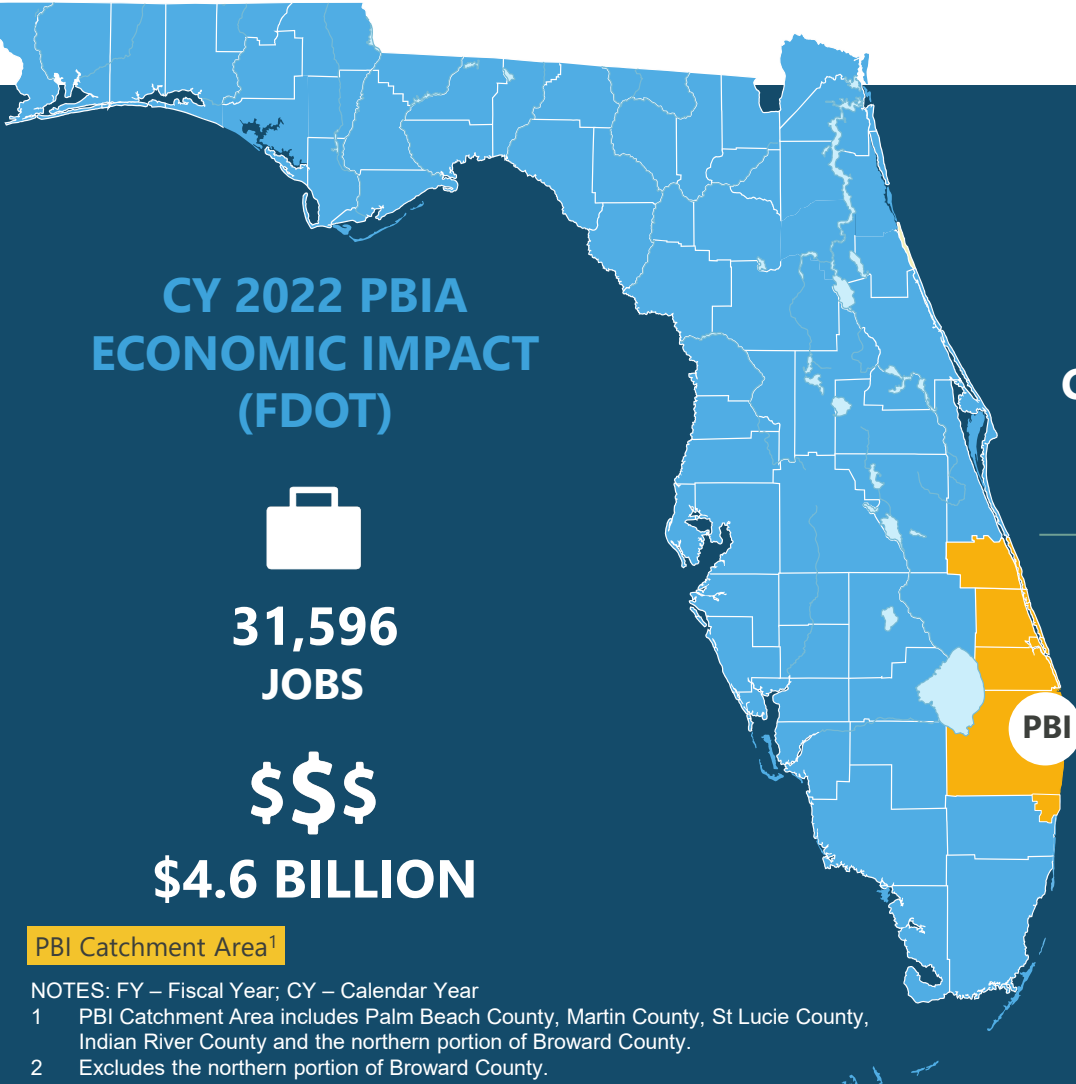 CY 2022 PBIA
ECONOMIC IMPACT
(FDOT)
31,596
JOBS
$$$
$4.6 BILLION
PBI
PBI Catchment Area¹
NOTES: FY – Fiscal Year; CY – Calendar Year
1 PBI Catchment Area includes Palm Beach County, Martin County, St Lucie County,
Indian River County and the northern portion of Broward County.
2 Excludes the northern portion of Broward County.